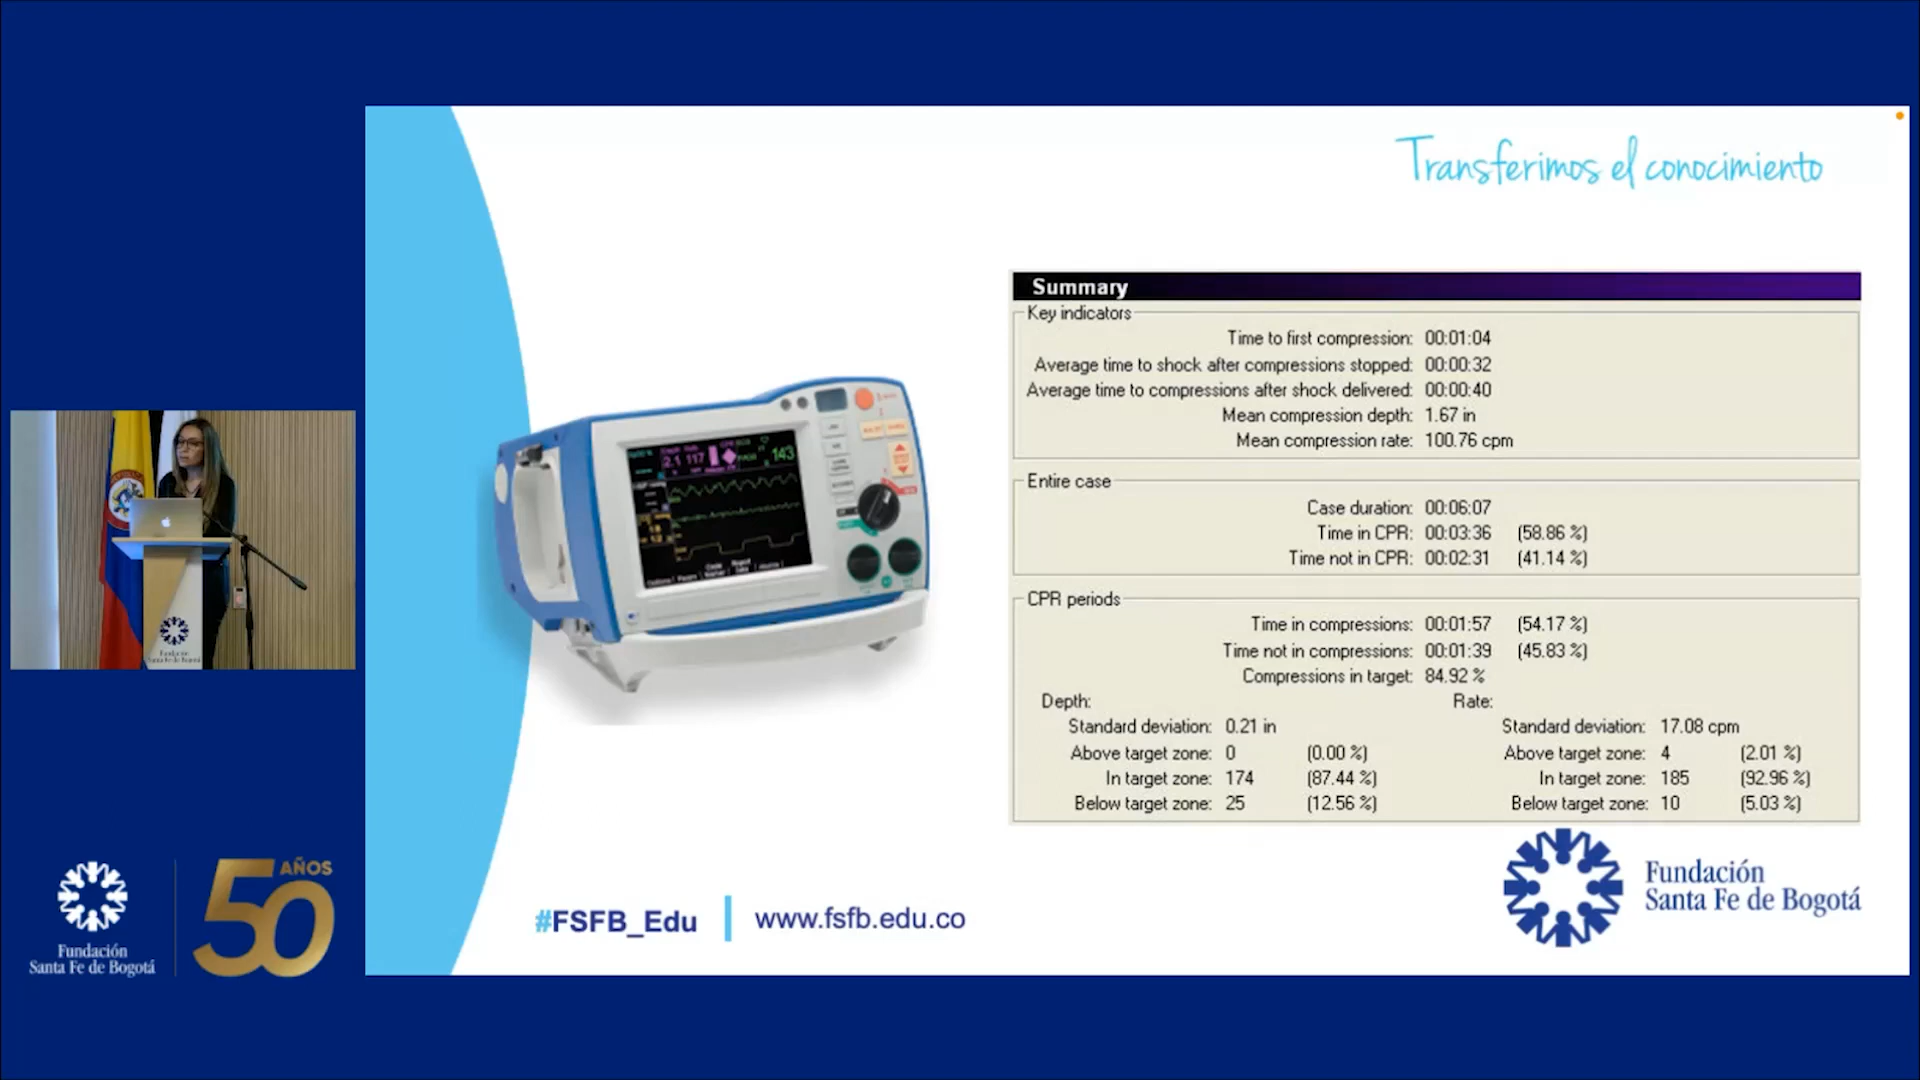 Transferimos el conocimiento
Summary
Key indicators
Time to first compression: 00:01:04
Average time to shock after compressions stopped: 00:00:32
Average time to compressions after shock delivered: 00:00:40
Mean compression depth: 1.67 in
Mean compression rate: 100.76 cpm
Entire case
Case duration: 00:06:07
Time in CPR: 00:03:36 (58.86 %)
Time not in CPR: 00:02:31 (41.14 %)
CPR periods
Time in compressions: 00:01:57 (54.17 %)
Time not in compressions: 00:01:39 (45.83 %)
Compressions in target: 84.92 %
Depth: Rate:
Standard deviation: 0.21 in Standard deviation: 17.08 cpm
Above target zone: 0 (0.00 %) Above target zone: 4 (2.01 %)
In target zone: 174 (87.44 %) In target zone: 185 (92.96 %)
Below target zone: 25 (12.56 %) Below target zone: 10 (5.03 %)
2.1 117
143
Fundación
Santa Fe de Bogotá
#FSFB_Edu | www.fsfb.edu.co
Fundación
Santa Fe de Bogotá
Fundación
Santa Fe de Bogotá
50 AÑOS